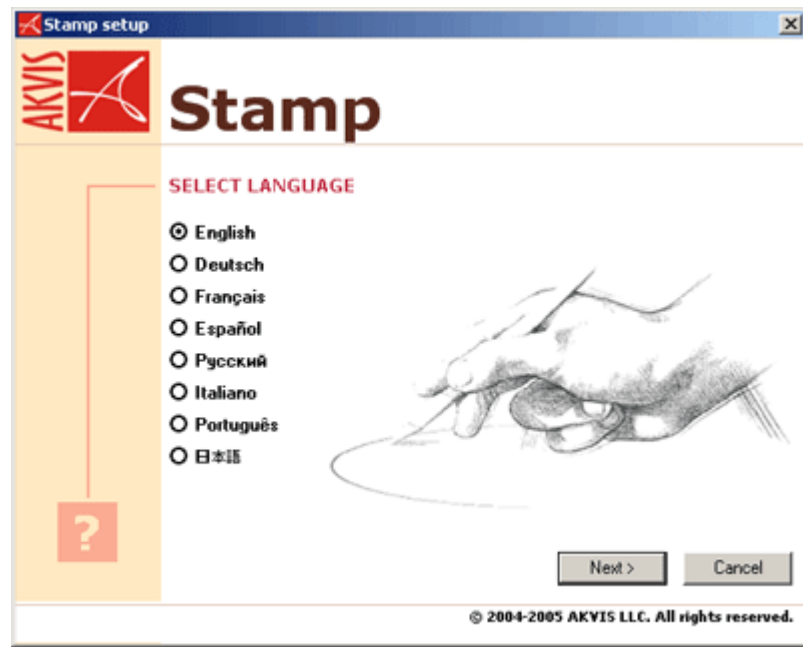 Stamp setup
AKVIS
Stamp
SELECT LANGUAGE
English
Deutsch
Français
Español
Русский
Italiano
Português
日本語
?
Next >
Cancel
© 2004-2005 AKVIS LLC. All rights reserved.